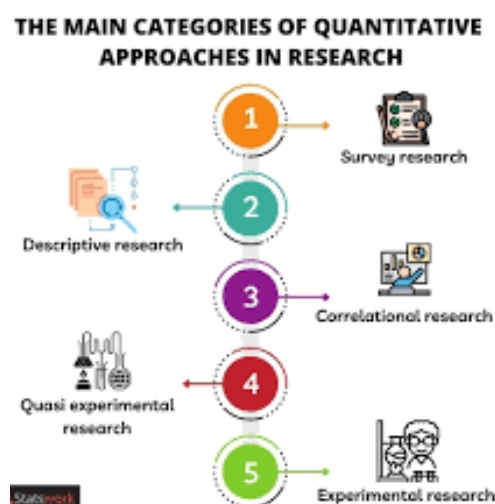 THE MAIN CATEGORIES OF QUANTITATIVE
APPROACHES IN RESEARCH
1
Survey research
2
Descriptive research
3
Correlational research
4
Quasi experimental
research
5
Experimental research
Statswork